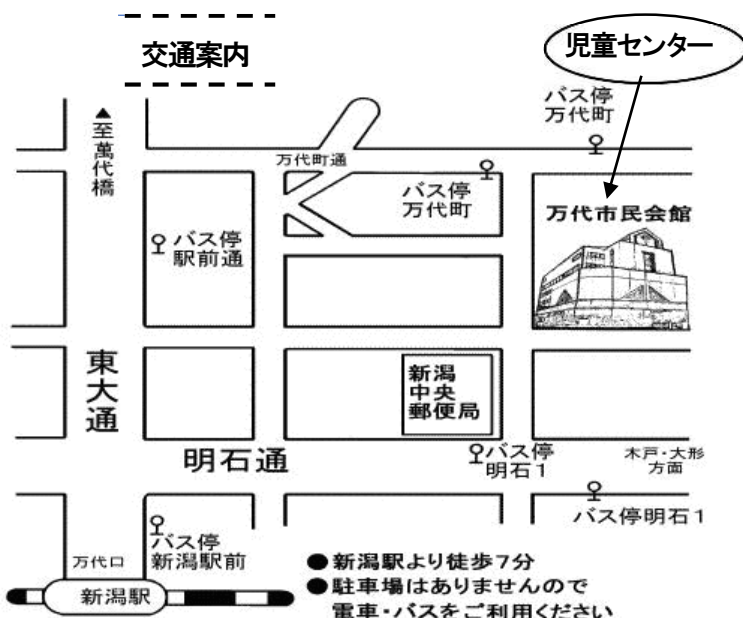 交通案内
児童センター
バス停
万代町
▲至萬代橋
万代町通
バス停
万代町
万代市民会館
バス停
駅前通
東大通
新潟
中央
郵便局
明石通
バス停
明石1
木戸・大形
方面
バス停明石1
バス停
新潟駅前
万代口
新潟駅
●新潟駅より徒歩7分
●駐車場はありませんので
電車・バスをご利用ください